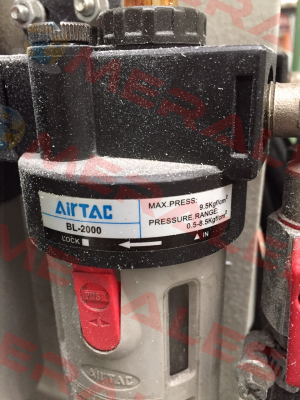 AirTAC
BL-2000
LOCK
MAX.PRESS: 9.5Kgf/cm²
PRESSURE RANGE:
0.5-8.5Kgf/cm²
▲ IN
AIRTAC